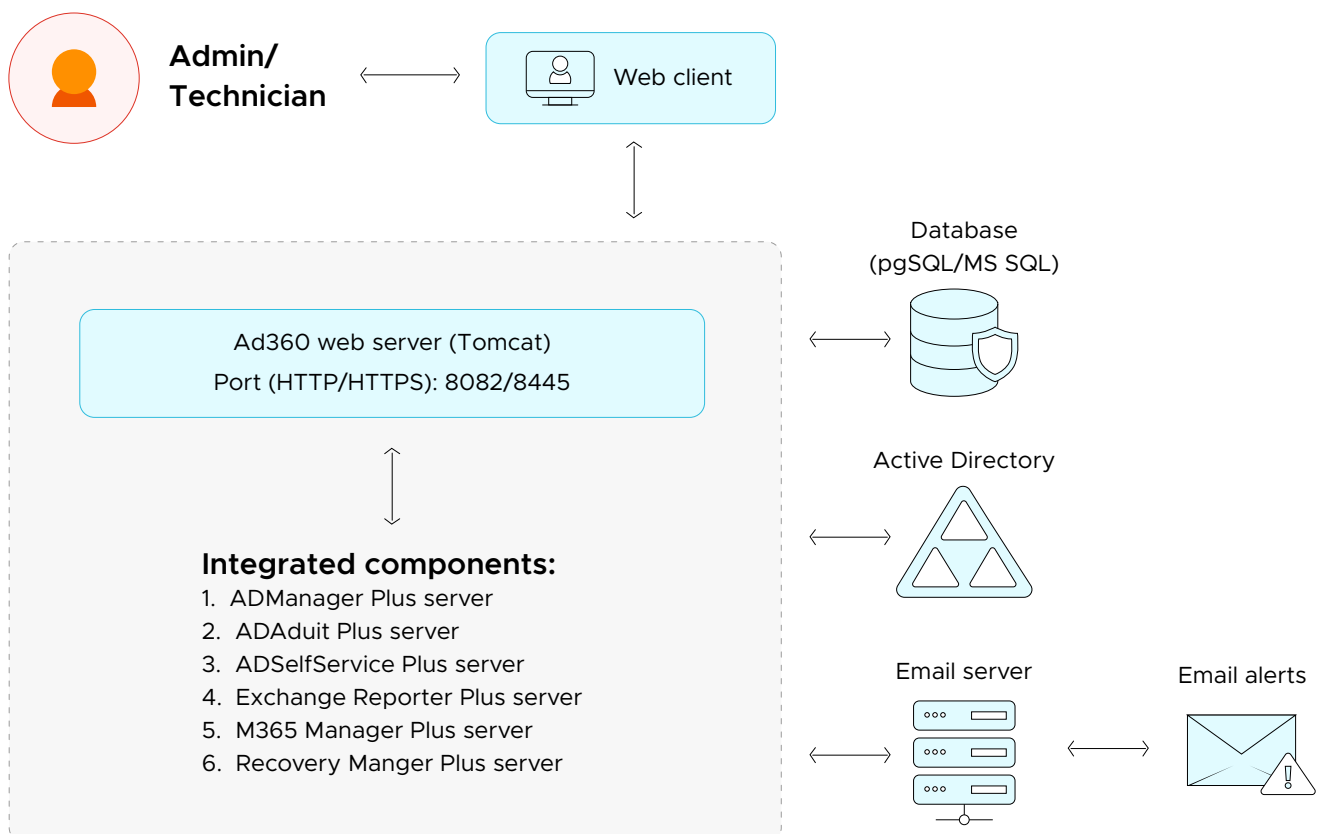 Admin/
Technician
Web client
Database
(pgSQL/MS SQL)
Ad360 web server (Tomcat)
Port (HTTP/HTTPS): 8082/8445
Active Directory
Integrated components:
1. ADManager Plus server
2. ADAduit Plus server
3. ADSelfService Plus server
4. Exchange Reporter Plus server
5. M365 Manager Plus server
6. Recovery Manger Plus server
Email server
Email alerts